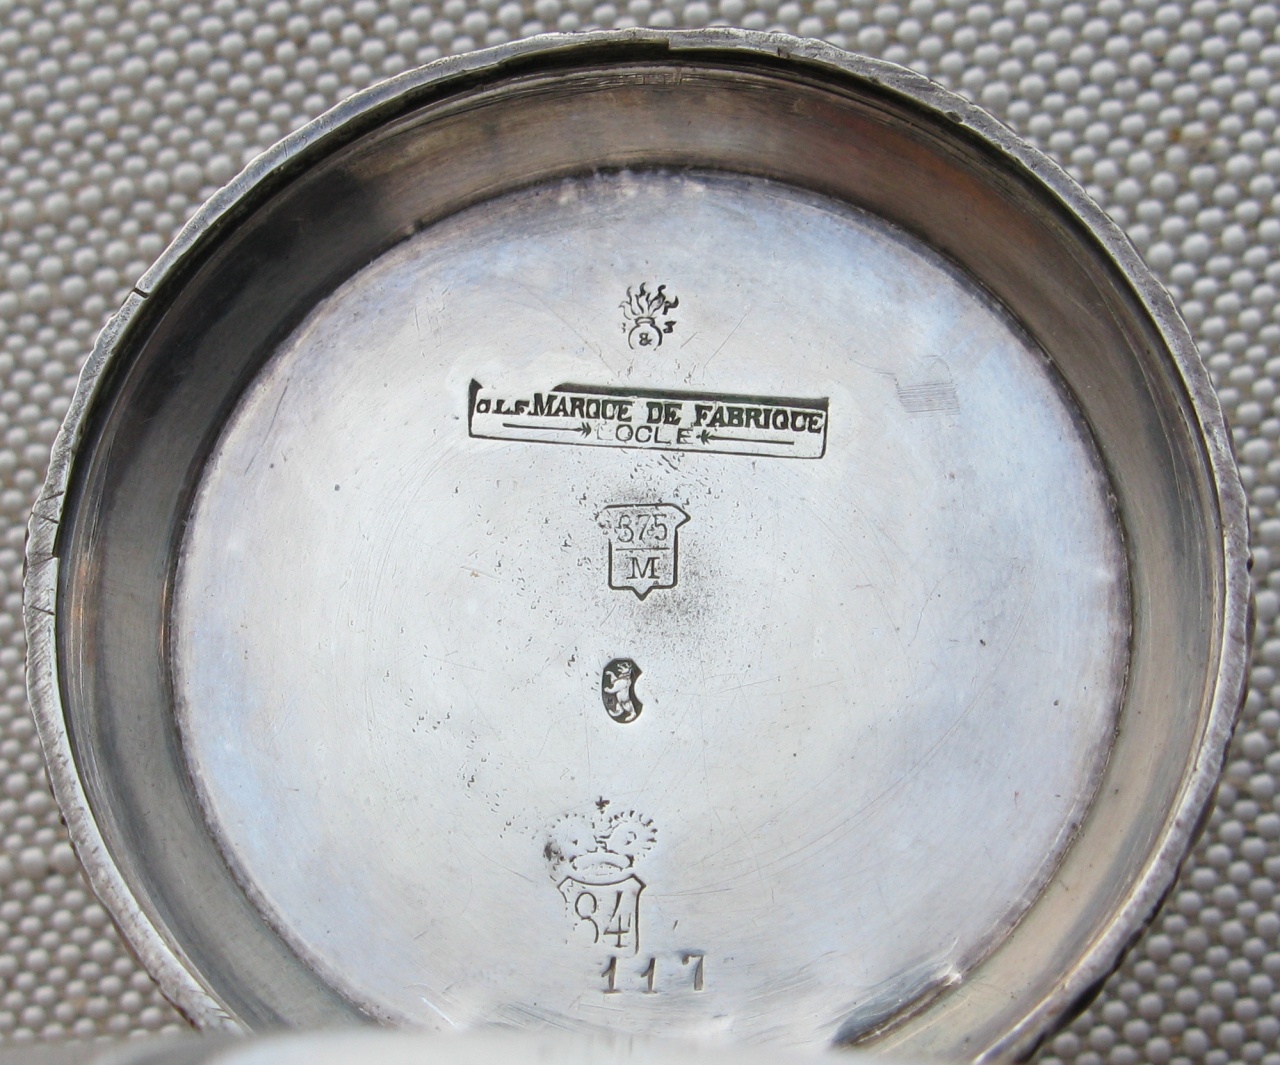 &
MARQUE DE FABRIQUE
LOCLE
875
M
84
117